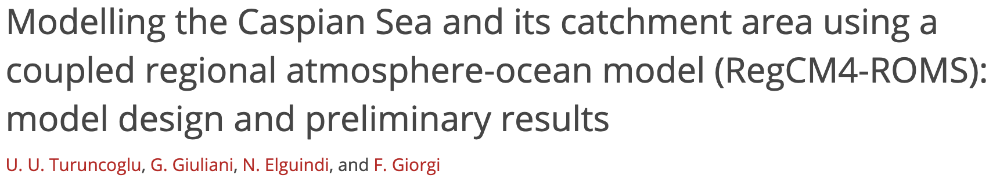 Modelling the Caspian Sea and its catchment area using a
coupled regional atmosphere-ocean model (RegCM4-ROMS):
model design and preliminary results
U. U. Turuncoglu, G. Giuliani, N. Elguindi, and F. Giorgi